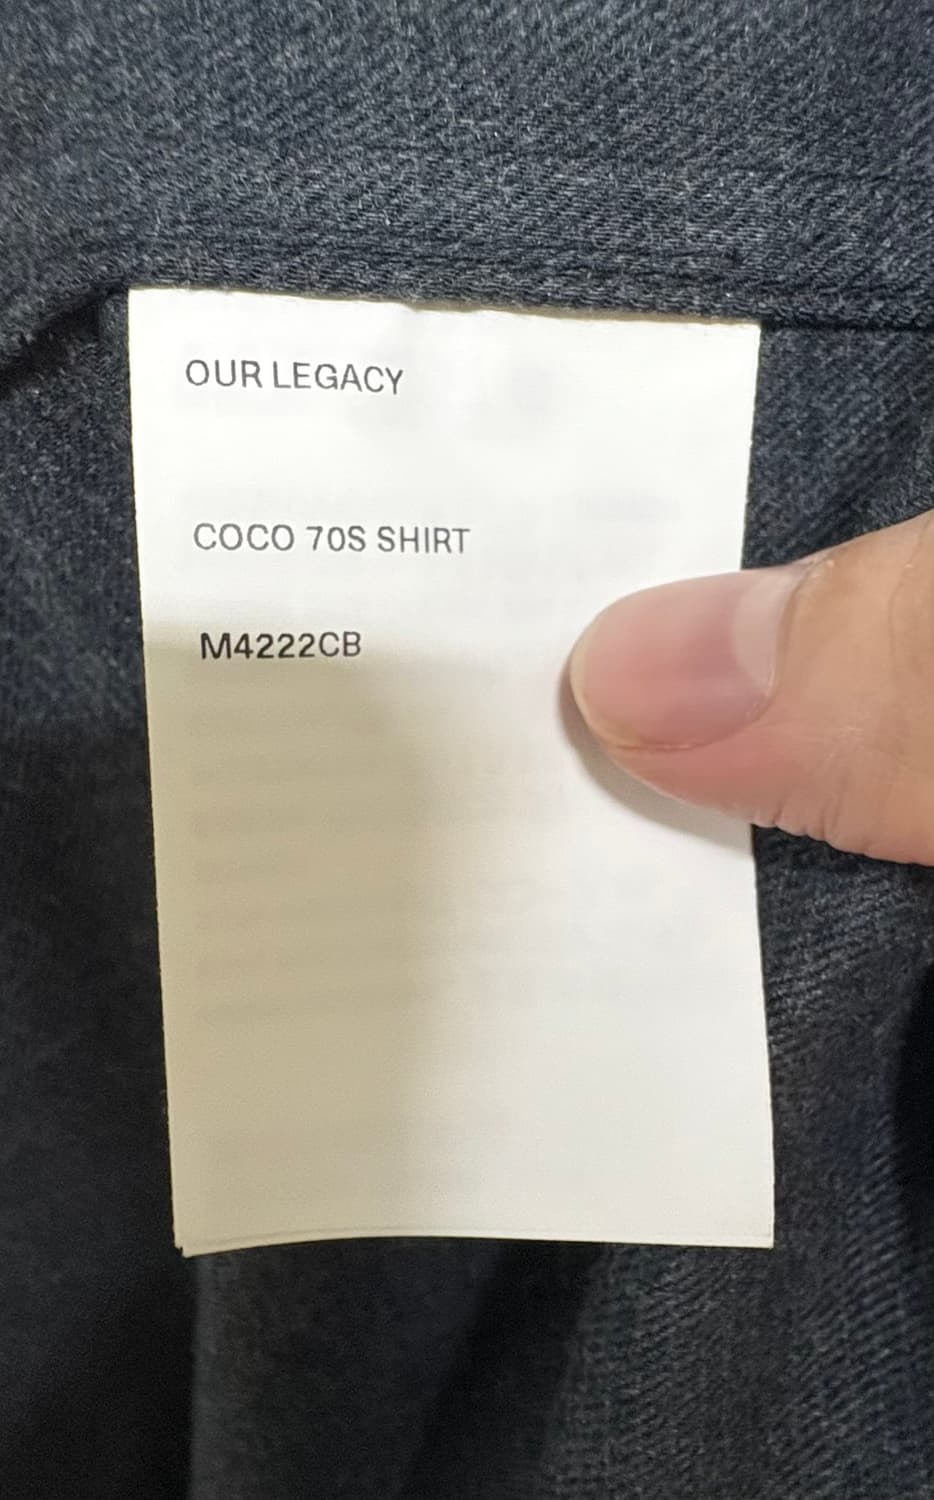 OUR LEGACY
COCO 70S SHIRT
M4222CB